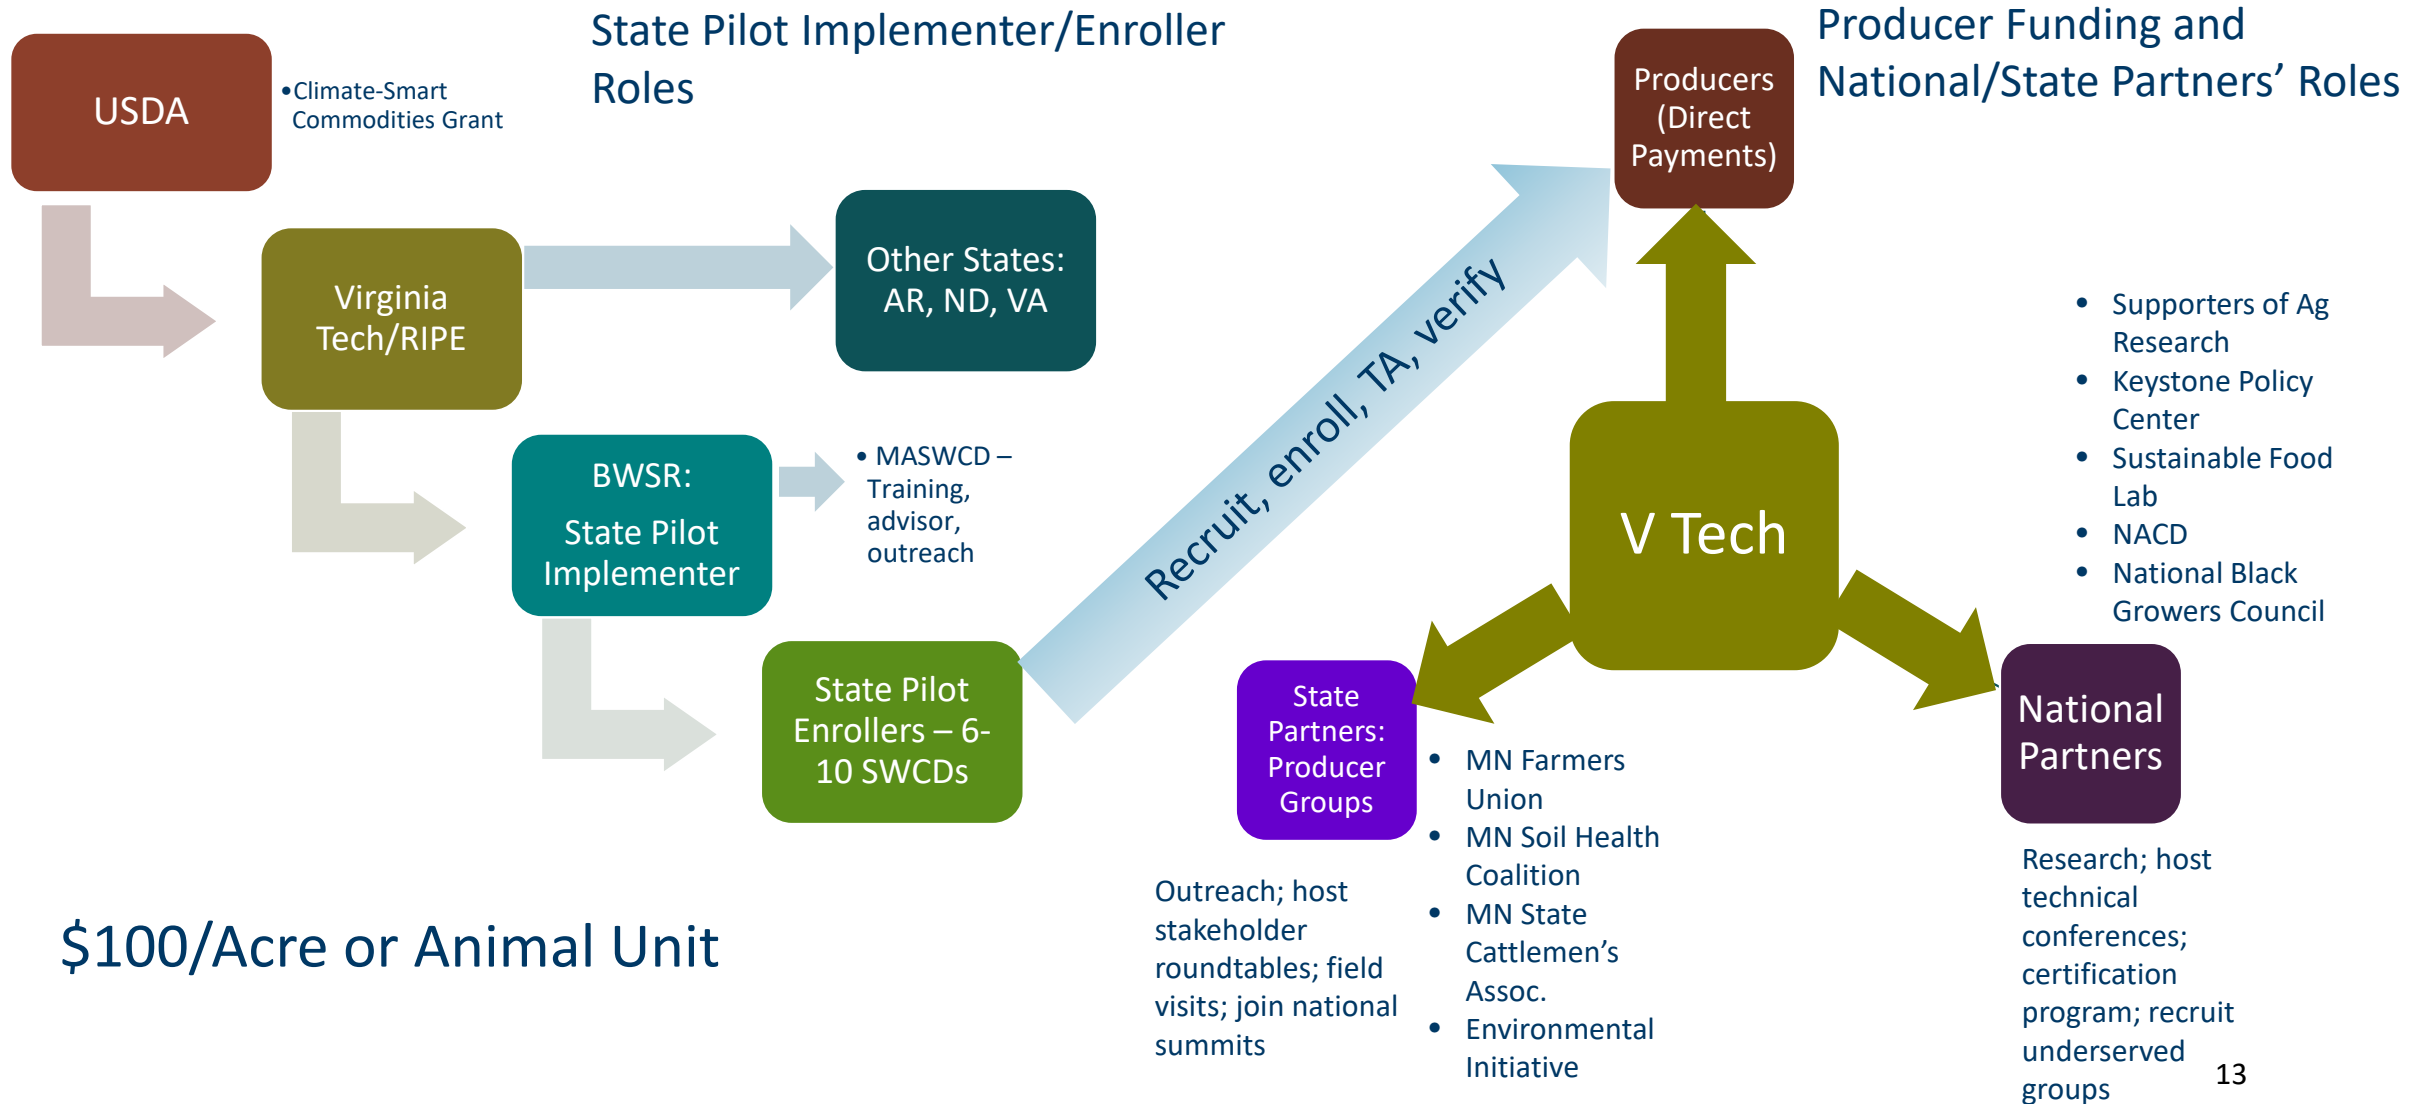 State Pilot Implementer/Enroller
Roles
USDA
•Climate-Smart
Commodities Grant
Virginia
Tech/RIPE
Other States:
AR, ND, VA
BWSR:
State Pilot
Implementer
• MASWCD –
Training,
advisor,
outreach
State Pilot
Enrollers – 6-
10 SWCDs
Recruit, enroll, TA, verify
$100/Acre or Animal Unit
Producer Funding and
National/State Partners’ Roles
Producers
(Direct
Payments)
V Tech
• Supporters of Ag
Research
• Keystone Policy
Center
• Sustainable Food
Lab
• NACD
• National Black
Growers Council
National
Partners
Research; host
technical
conferences;
certification
program; recruit
underserved
groups
State
Partners:
Producer
Groups
• MN Farmers
Union
• MN Soil Health
Coalition
• MN State
Cattlemen’s
Assoc.
• Environmental
Initiative
Outreach; host
stakeholder
roundtables; field
visits; join national
summits
13